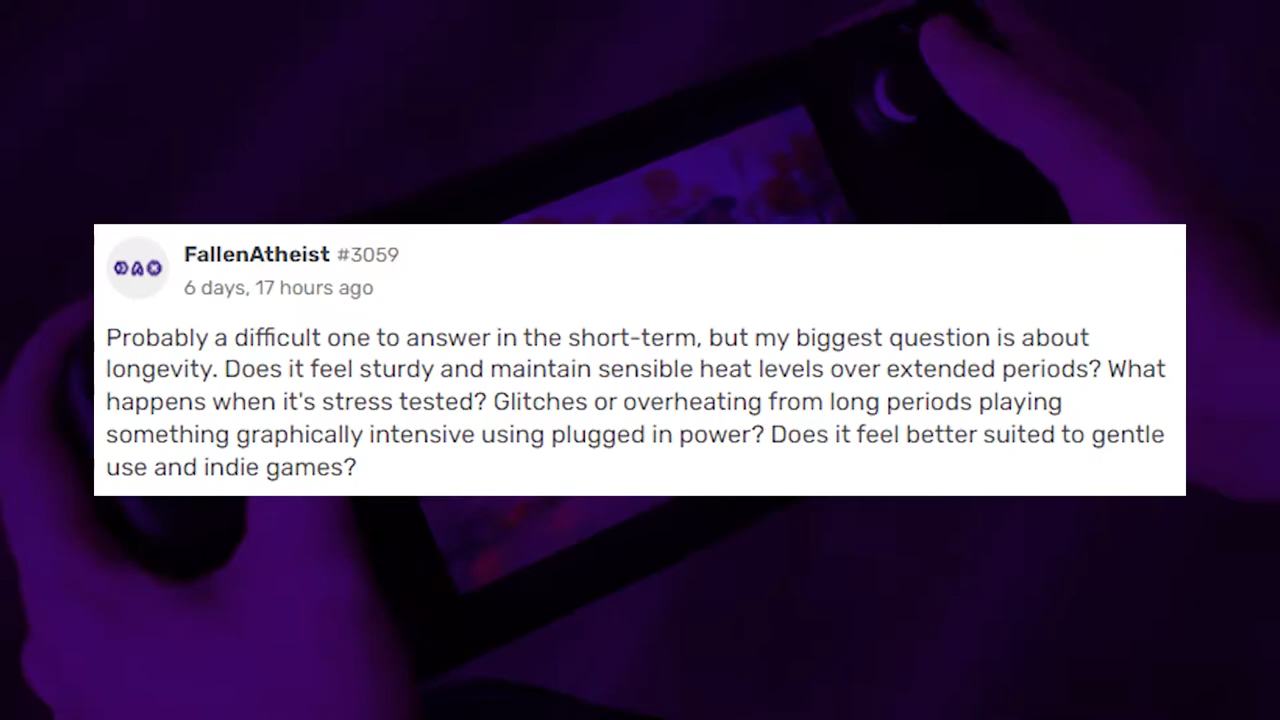 FallenAtheist #3059
6 days, 17 hours ago
Probably a difficult one to answer in the short-term, but my biggest question is about
longevity. Does it feel sturdy and maintain sensible heat levels over extended periods? What
happens when it's stress tested? Glitches or overheating from long periods playing
something graphically intensive using plugged in power? Does it feel better suited to gentle
use and indie games?